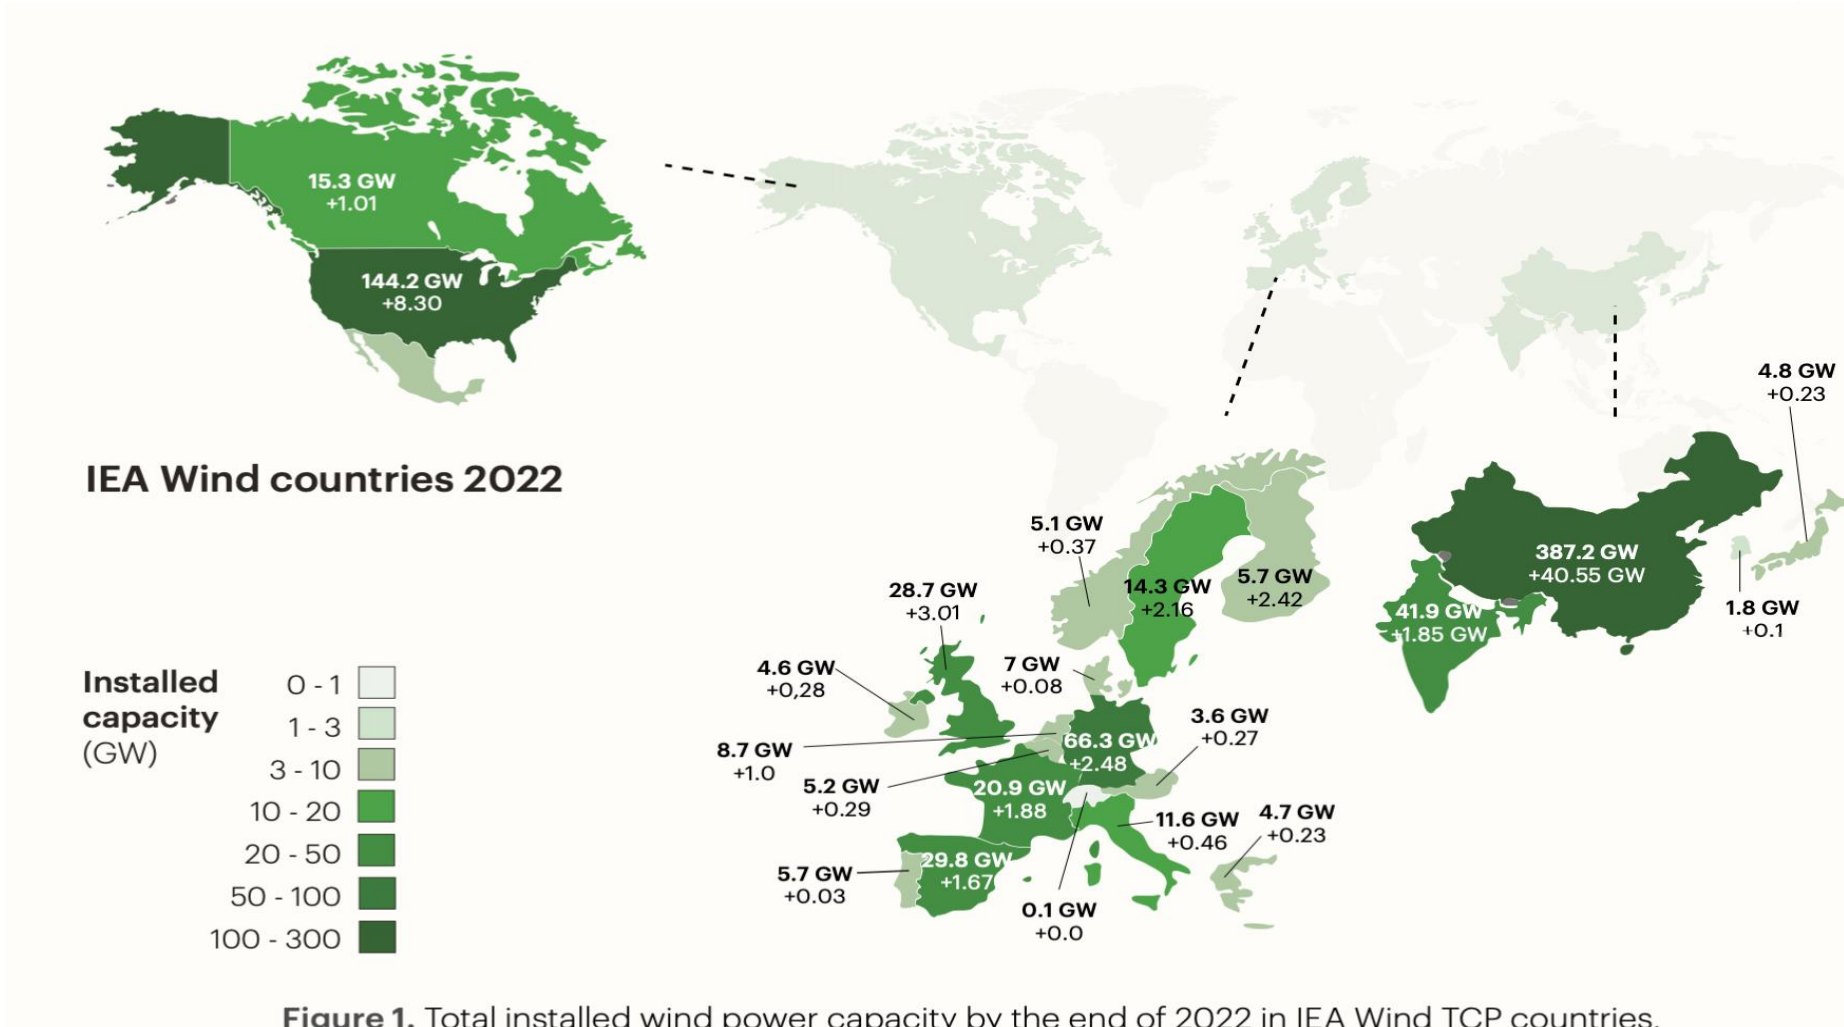 15.3 GW
+1.01
144.2 GW
+8.30
IEA Wind countries 2022
Installed
capacity
(GW)
0 - 1
1 - 3
3 - 10
10 - 20
20 - 50
50 - 100
100 - 300
5.1 GW
+0.37
14.3 GW
+2.16
5.7 GW
+2.42
28.7 GW
+3.01
4.6 GW
+0,28
7 GW
+0.08
8.7 GW
+1.0
5.2 GW
+0.29
66.3 GW
+2.48
3.6 GW
+0.27
20.9 GW
+1.88
11.6 GW
+0.46
4.7 GW
+0.23
5.7 GW
+0.03
29.8 GW
+1.67
0.1 GW
+0.0
4.8 GW
+0.23
387.2 GW
+40.55 GW
41.9 GW
+1.85 GW
1.8 GW
+0.1
Figure 1. Total installed wind power capacity by the end of 2022 in IEA Wind TCP countries.